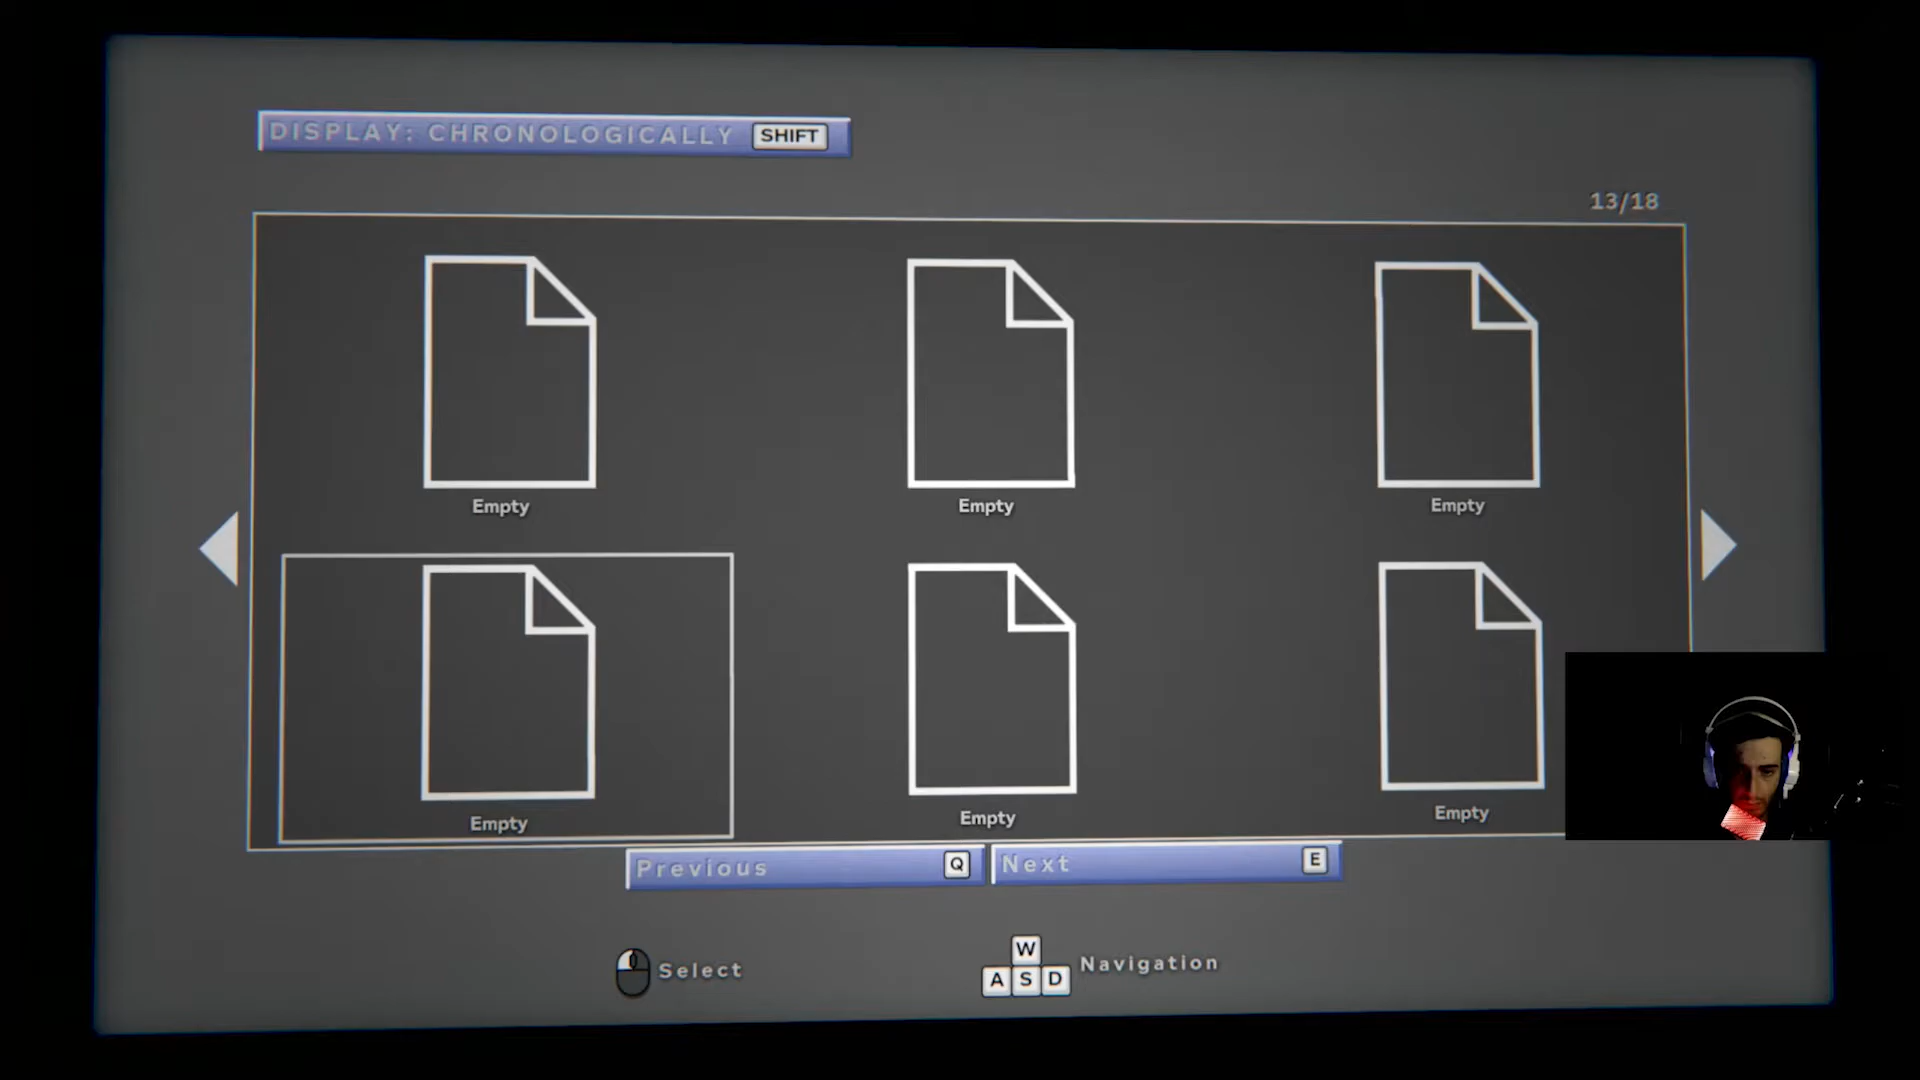 DISPLAY: CHRONOLOGICALLY SHIFT
13/18
Empty Empty Empty
Empty Empty Empty
Previous Q Next E
Select
W
A S D Navigation